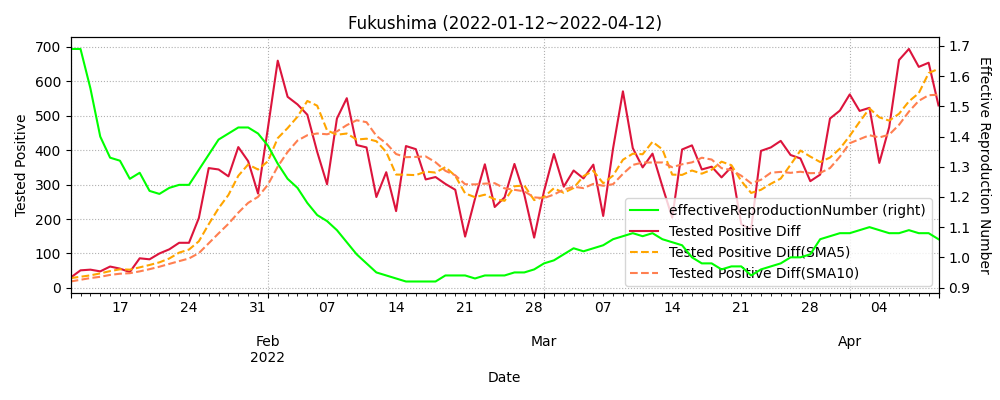 Fukushima (2022-01-12~2022-04-12)
Tested Positive
700
600
500
400
300
200
100
0
1.7
1.6
1.5
1.4
1.3
1.2
1.1
1.0
0.9
Effective Reproduction Number
effectiveReproductionNumber (right)
Tested Positive Diff
Tested Positive Diff(SMA5)
Tested Positive Diff(SMA10)
17 24 31 07 14 21 28 07 14 21 28 04
Feb Mar Apr
2022
Date